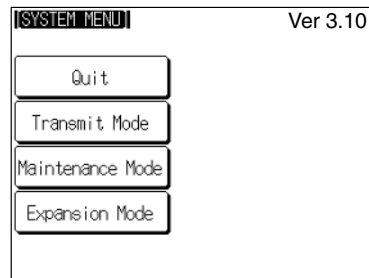 [SYSTEM MENU] Ver 3.10
Quit
Transmit Mode
Maintenance Mode
Expansion Mode